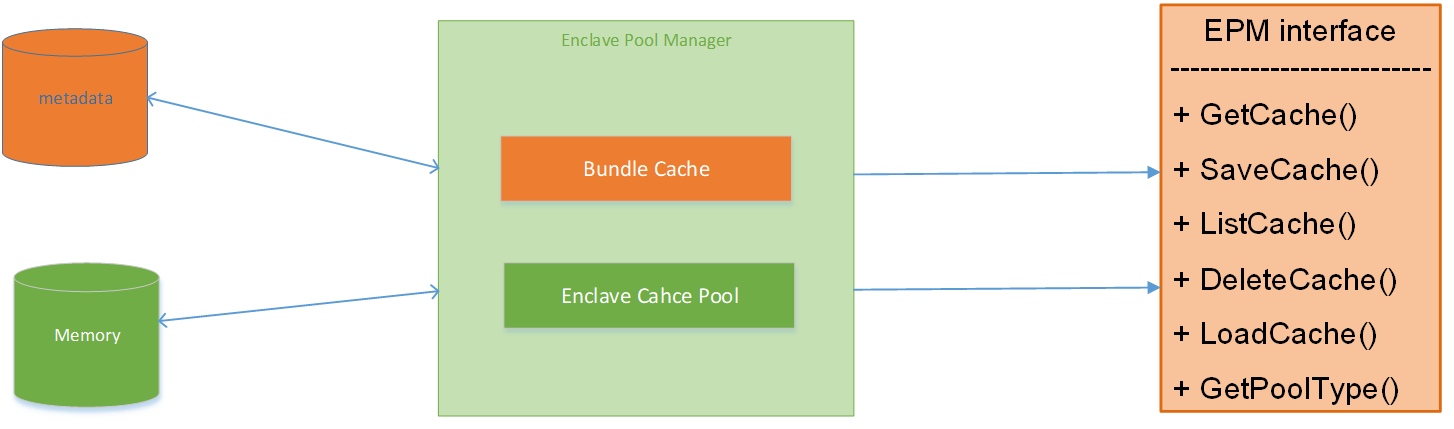 metadata
Memory
Enclave Pool Manager
Bundle Cache
Enclave Cahce Pool
EPM interface
---------------------------
+ GetCache()
+ SaveCache()
+ ListCache()
+ DeleteCache()
+ LoadCache()
+ GetPoolType()